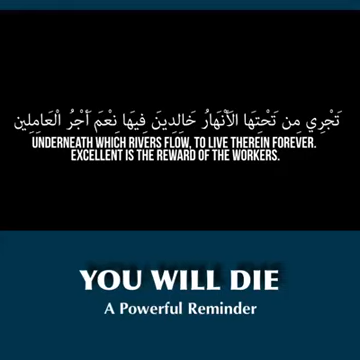 تَجْرِي مِن تَحْتِهَا الْأَنْهَارُ خَالِدِينَ فِيهَا نِعْمَ أَجْرُ الْعَامِلِين
UNDERNEATH WHICH RIVERS FLOW, TO LIVE THEREIN FOREVER.
EXCELLENT IS THE REWARD OF THE WORKERS.
YOU WILL DIE
A Powerful Reminder